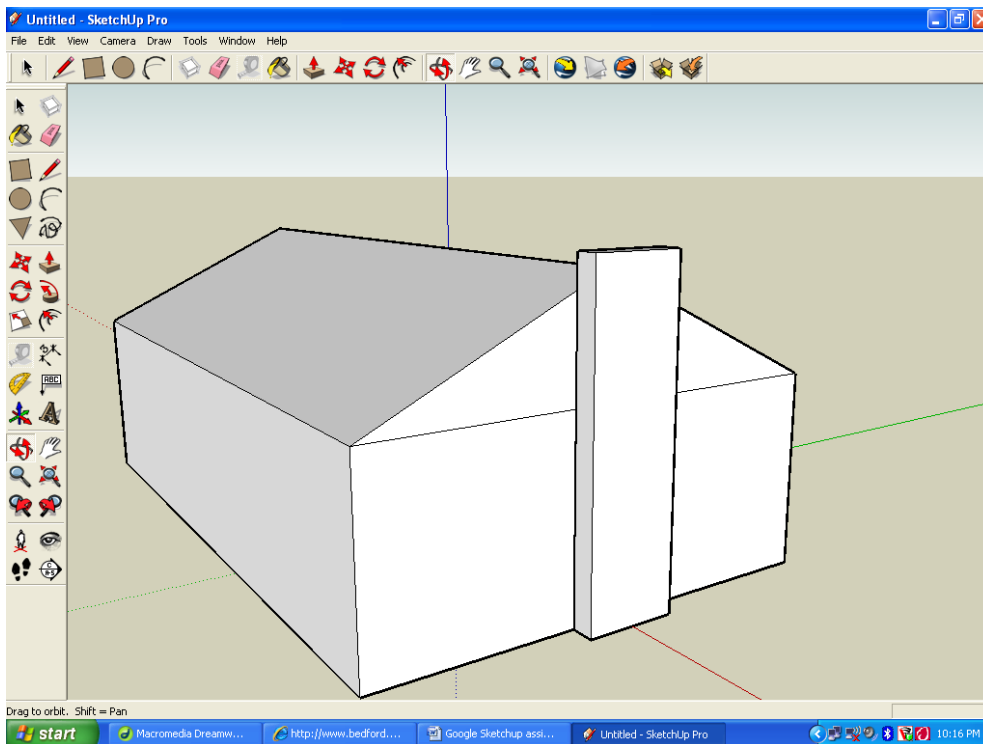 Untitled - SketchUp Pro
File Edit View Camera Draw Tools Window Help
ABC
A
C
B-5
Drag to orbit. Shift = Pan
start Macromedia Dreamw... http://www.bedford.... Google Sketchup assi... Untitled - SketchUp Pro 10:16 PM